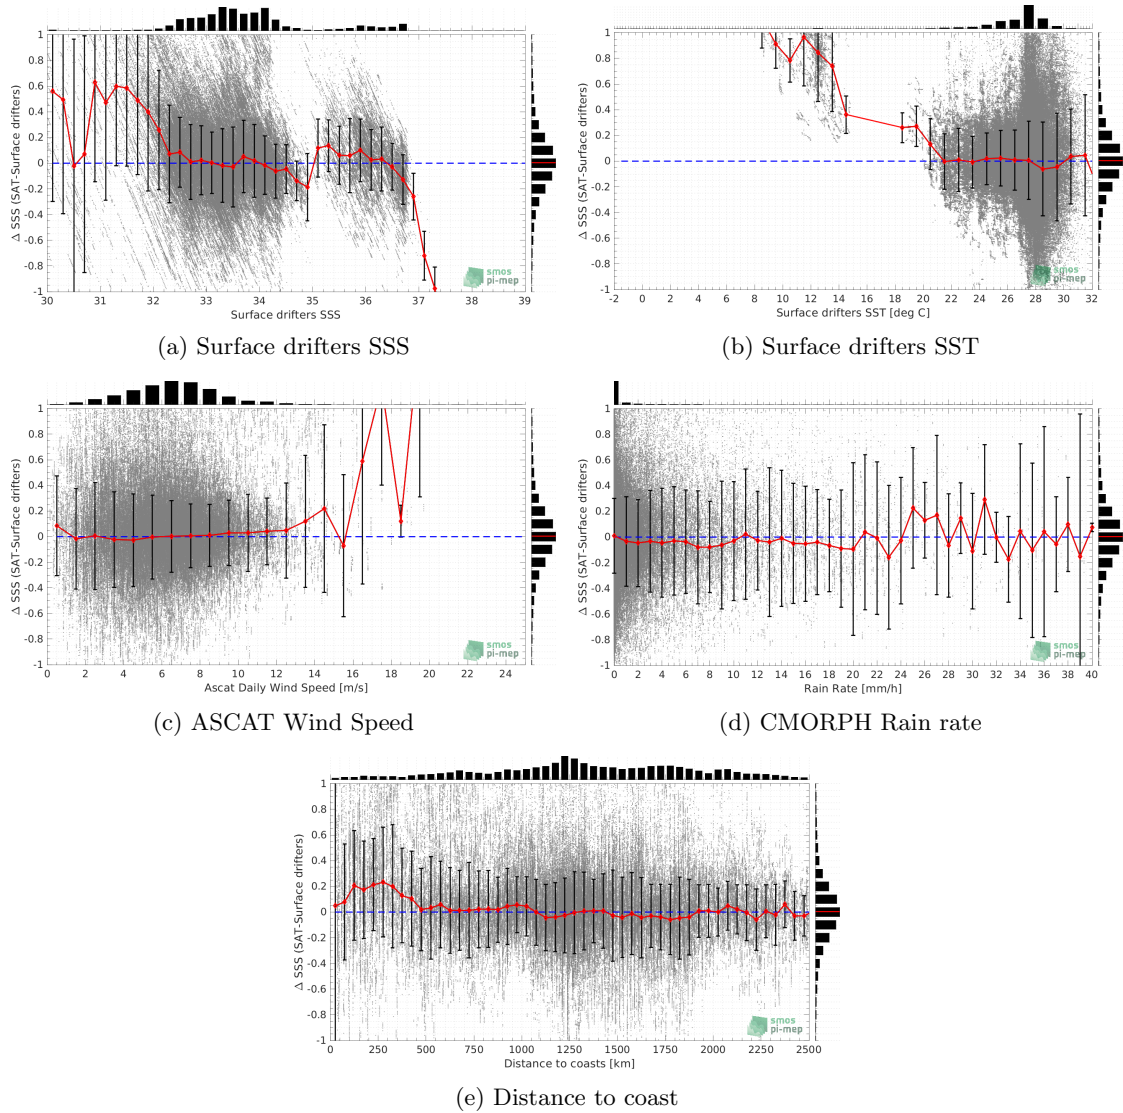 1
0.8
0.6
0.4
0.2
0
-0.2
-0.4
-0.6
-0.8
-1
Δ SSS (SAT-Surface drifters)
30 31 32 33 34 35 36 37 38 39
Surface drifters SSS
smos
pi-mep
(a) Surface drifters SSS
1
0.8
0.6
0.4
0.2
0
-0.2
-0.4
-0.6
-0.8
-1
Δ SSS (SAT-Surface drifters)
-2 0 2 4 6 8 10 12 14 16 18 20 22 24 26 28 30 32
Surface drifters SST [deg C]
smos
pi-mep
(b) Surface drifters SST
1
0.8
0.6
0.4
0.2
0
-0.2
-0.4
-0.6
-0.8
-1
Δ SSS (SAT-Surface drifters)
0 2 4 6 8 10 12 14 16 18 20 22 24
Ascat Daily Wind Speed [m/s]
smos
pi-mep
(c) ASCAT Wind Speed
1
0.8
0.6
0.4
0.2
0
-0.2
-0.4
-0.6
-0.8
-1
Δ SSS (SAT-Surface drifters)
0 2 4 6 8 10 12 14 16 18 20 22 24 26 28 30 32 34 36 38 40
Rain Rate [mm/h]
smos
pi-mep
(d) CMORPH Rain rate
1
0.8
0.6
0.4
0.2
0
-0.2
-0.4
-0.6
-0.8
-1
Δ SSS (SAT-Surface drifters)
0 250 500 750 1000 1250 1500 1750 2000 2250 2500
Distance to coasts [km]
smos
pi-mep
(e) Distance to coast